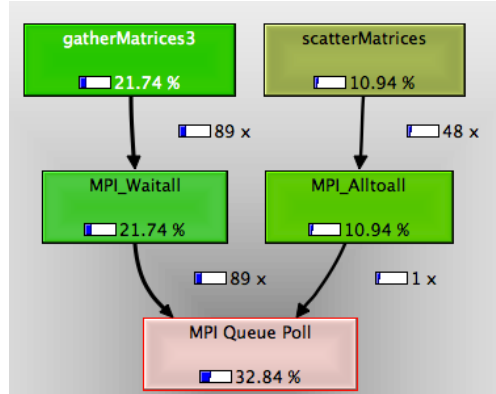 gatherMatrices3
21.74 %
scatterMatrices
10.94 %
89 x
48 x
MPI_Waitall
21.74 %
MPI_Alltoall
10.94 %
89 x
1 x
MPI Queue Poll
32.84 %